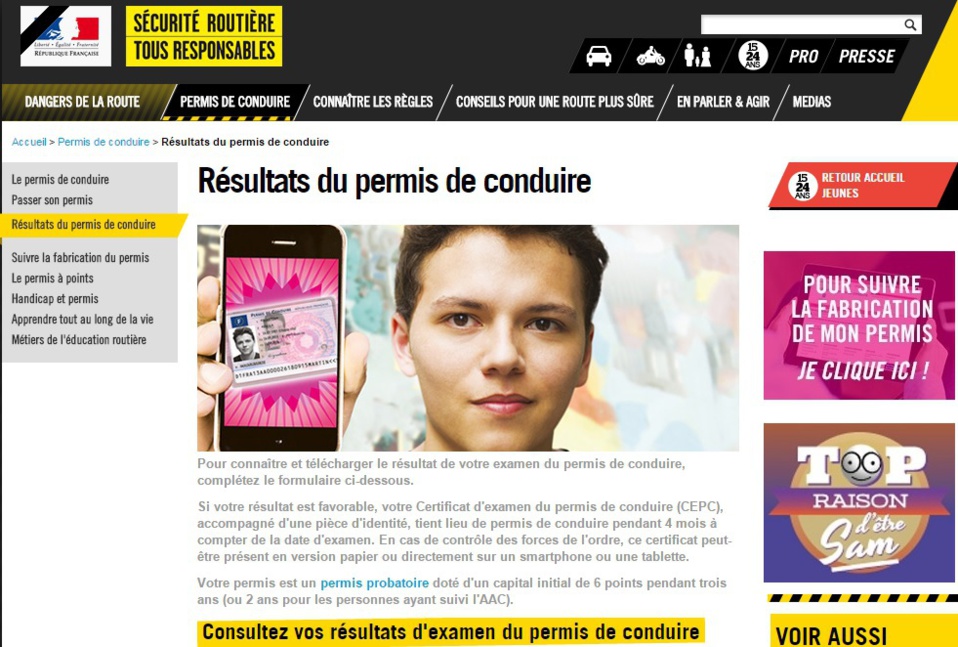 Liberté • Égalité • Fraternité
RÉPUBLIQUE FRANÇAISE
SÉCURITÉ ROUTIÈRE
TOUS RESPONSABLES
15
24
ANS
PRO
PRESSE
DANGERS DE LA ROUTE
PERMIS DE CONDUIRE
CONNAÎTRE LES RÈGLES
CONSEILS POUR UNE ROUTE PLUS SÛRE
EN PARLER & AGIR
MEDIAS
Accueil > Permis de conduire > Résultats du permis de conduire
Le permis de conduire
Passer son permis
Résultats du permis de conduire
Suivre la fabrication du permis
Le permis à points
Handicap et permis
Apprendre tout au long de la vie
Métiers de l'éducation routière
Résultats du permis de conduire
Pour connaître et télécharger le résultat de votre examen du permis de conduire,
complétez le formulaire ci-dessous.
Si votre résultat est favorable, votre Certificat d'examen du permis de conduire (CEPC),
accompagné d'une pièce d'identité, tient lieu de permis de conduire pendant 4 mois à
compter de la date d'examen. En cas de contrôle des forces de l'ordre, ce certificat peut-
être présent en version papier ou directement sur un smartphone ou une tablette.
Votre permis est un permis probatoire doté d'un capital initial de 6 points pendant trois
ans (ou 2 ans pour les personnes ayant suivi l'AAC).
Consultez vos résultats d'examen du permis de conduire
15
24
ANS
RETOUR ACCUEIL
JEUNES
POUR SUIVRE
LA FABRICATION
DE MON PERMIS
JE CLIQUE ICI !
TOP
RAISON
d'être
Sam
VOIR AUSSI